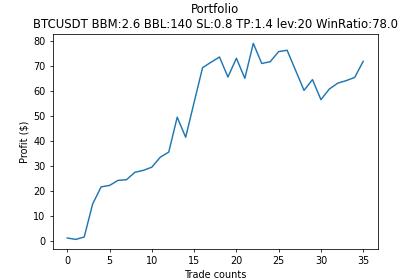 Portfolio
BTCUSDT BBM:2.6 BBL:140 SL:0.8 TP:1.4 lev:20 WinRatio:78.0
80
70
60
50
40
30
20
10
0
Profit ($)
0 5 10 15 20 25 30 35
Trade counts